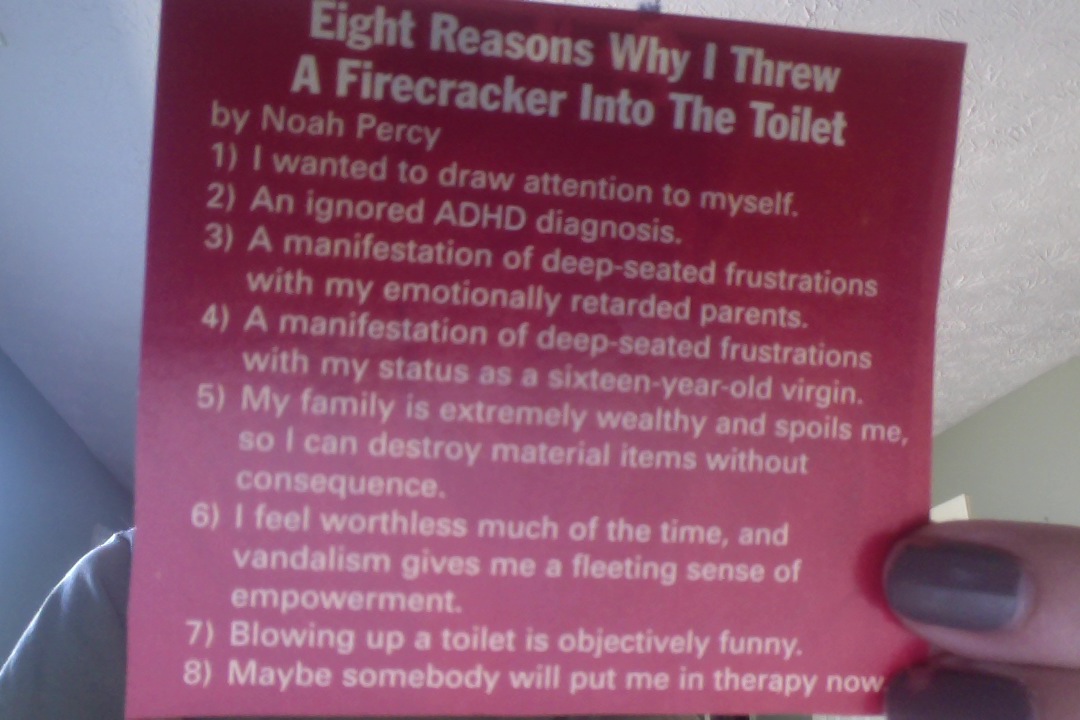 Eight Reasons Why I Threw
A Firecracker Into The Toilet
by Noah Percy
1) I wanted to draw attention to myself.
2) An ignored ADHD diagnosis.
3) A manifestation of deep-seated frustrations
with my emotionally retarded parents.
4) A manifestation of deep-seated frustrations
with my status as a sixteen-year-old virgin.
5) My family is extremely wealthy and spoils me,
so I can destroy material items without
consequence.
6) I feel worthless much of the time, and
vandalism gives me a fleeting sense of
empowerment.
7) Blowing up a toilet is objectively funny.
8) Maybe somebody will put me in therapy now